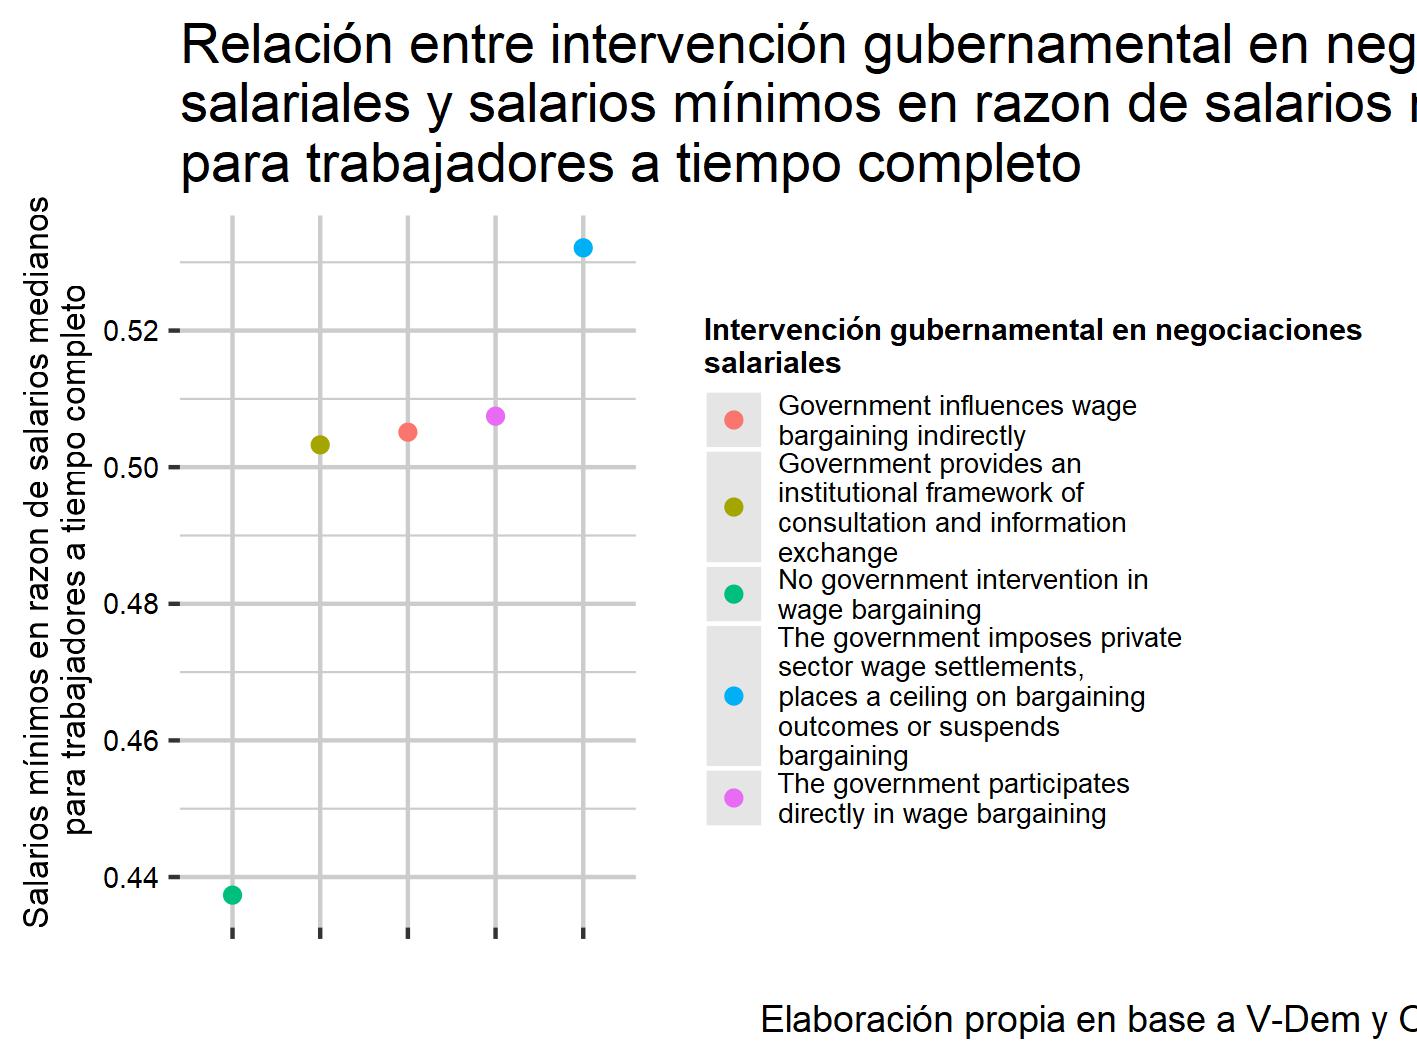 Relación entre intervención gubernamental en neg
salariales y salarios mínimos en razon de salarios
para trabajadores a tiempo completo
Salarios mínimos en razon de salarios medianos
para trabajadores a tiempo completo
0.52
0.50
0.48
0.46
0.44
Intervención gubernamental en negociaciones
salariales
Government influences wage
bargaining indirectly
Government provides an
institutional framework of
consultation and information
exchange
No government intervention in
wage bargaining
The government imposes private
sector wage settlements,
places a ceiling on bargaining
outcomes or suspends
bargaining
The government participates
directly in wage bargaining
Elaboración propia en base a V-Dem y